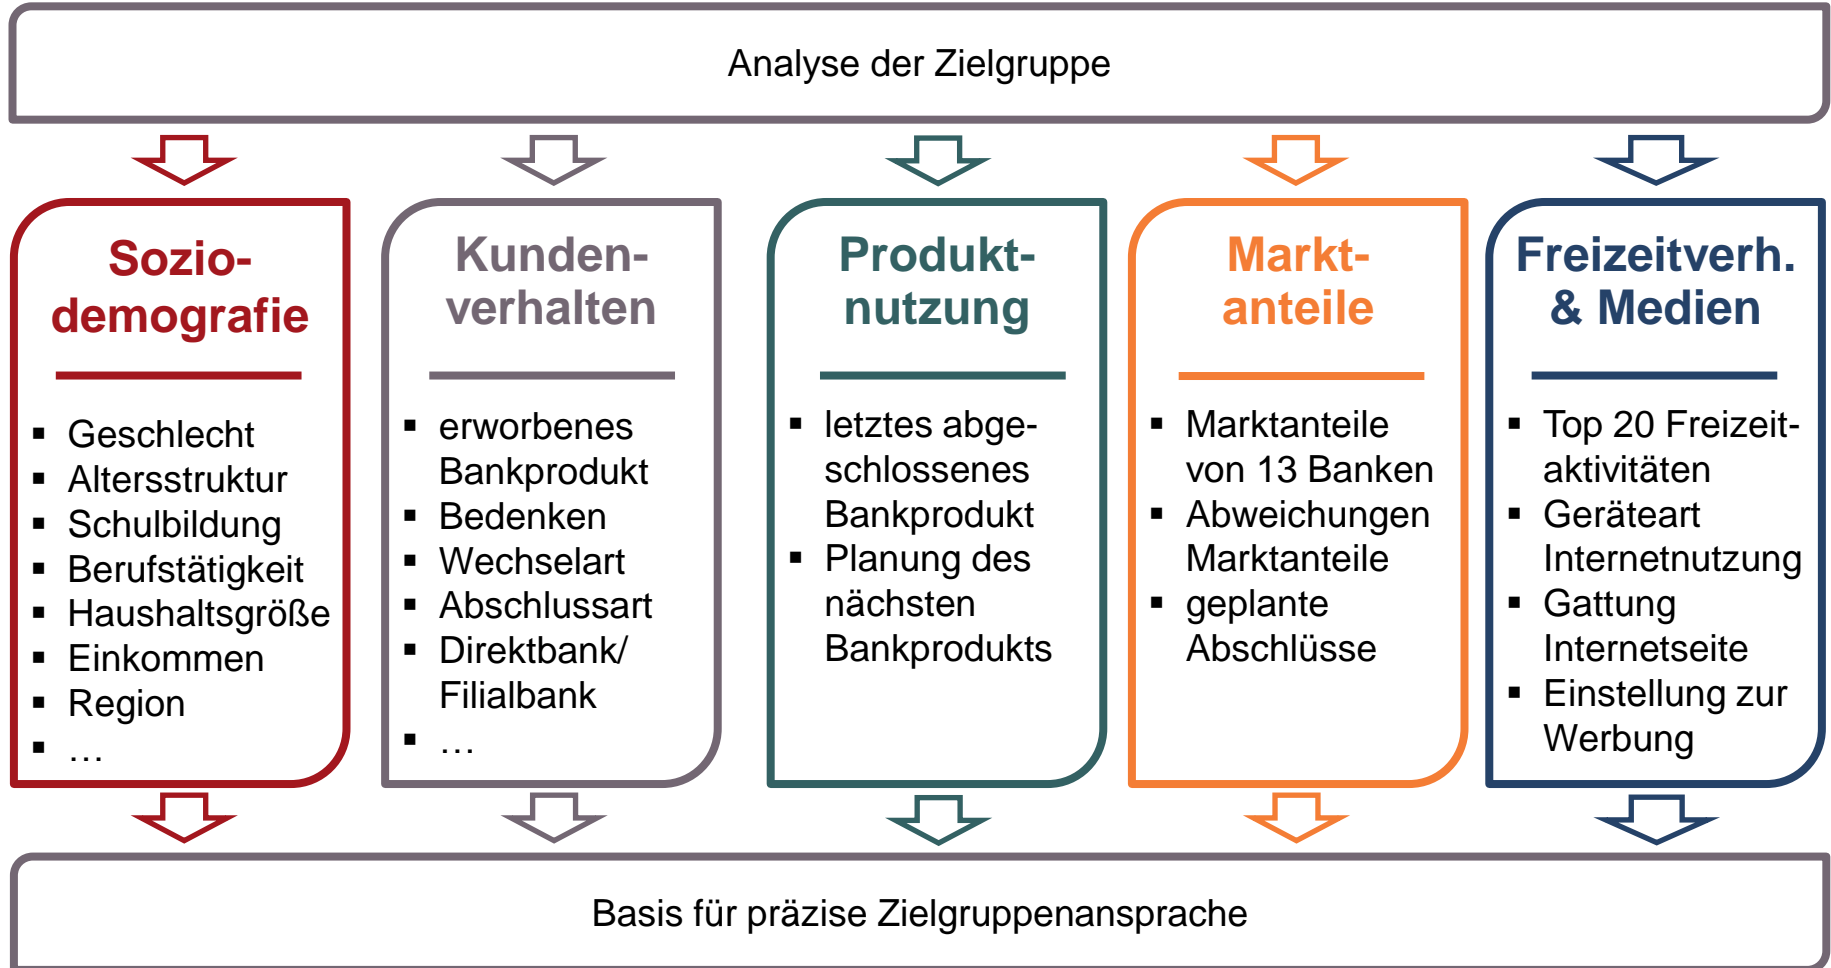 Analyse der Zielgruppe
Sozio-
demografie
▪ Geschlecht
▪ Altersstruktur
▪ Schulbildung
▪ Berufstätigkeit
▪ Haushaltsgröße
▪ Einkommen
▪ Region
▪ …
Kunden-
verhalten
▪ erworbenes
Bankprodukt
▪ Bedenken
▪ Wechselart
▪ Abschlussart
▪ Direktbank/
Filialbank
▪ …
Produkt-
nutzung
▪ letztes abge-
schlossenes
Bankprodukt
▪ Planung des
nächsten
Bankprodukts
Markt-
anteile
▪ Marktanteile
von 13 Banken
▪ Abweichungen
Marktanteile
▪ geplante
Abschlüsse
Freizeitverh.
& Medien
▪ Top 20 Freizeit-
aktivitäten
▪ Geräteart
Internetnutzung
▪ Gattung
Internetseite
▪ Einstellung zur
Werbung
Basis für präzise Zielgruppenansprache